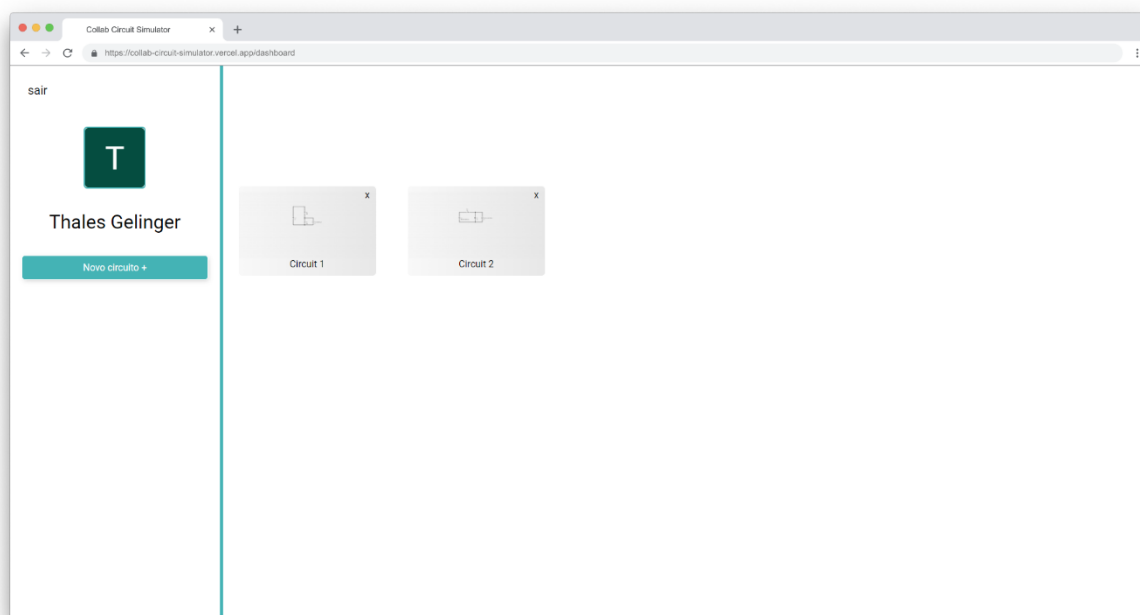 Collab Circuit Simulator
https://collab-circuit-simulator.vercel.app/dashboard
sair
T
Thales Gelinger
Novo circuito +
x
x
Circuit 1
Circuit 2